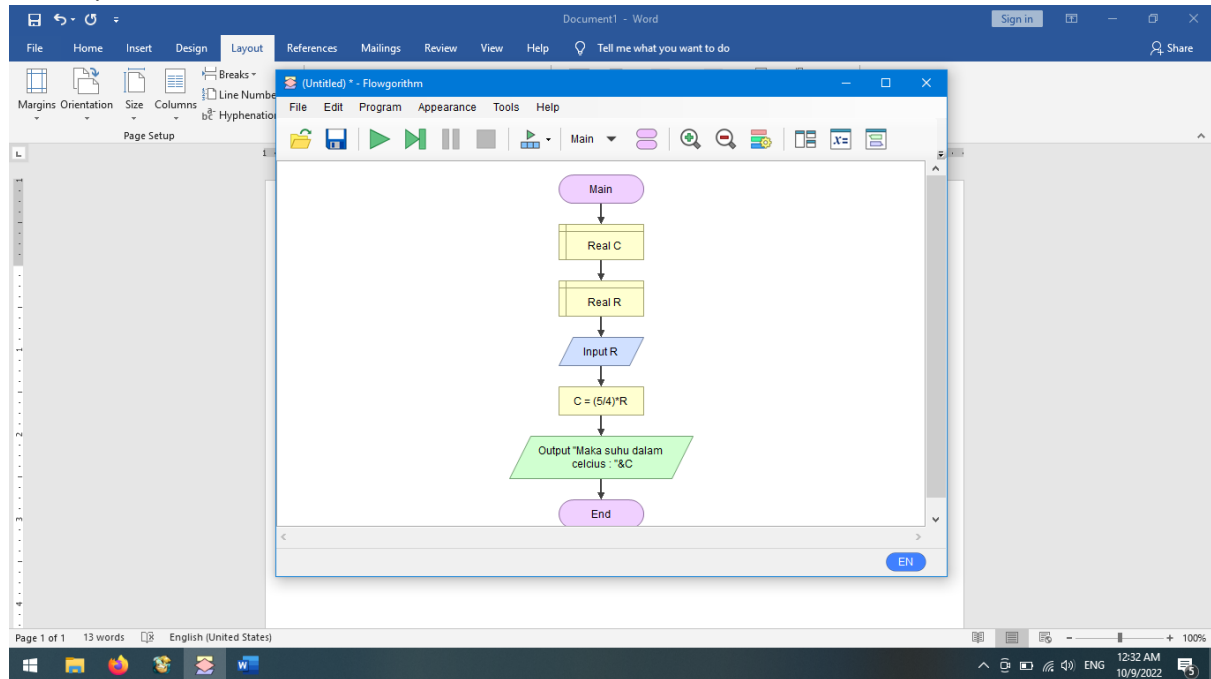 Document1 - Word
Sign in
File Home Insert Design Layout References Mailings Review View Help Tell me what you want to do Share
Margins Orientation Size Columns
Breaks
Line Numbe
Hyphenation
Page Setup
(Untitled) * - Flowgorithm
File Edit Program Appearance Tools Help
Main
Main
Real C
Real R
Input R
C = (5/4)*R
Output "Maka suhu dalam
celcius : "&C
End
EN
Page 1 of 1 13 words English (United States) 100%
ENG
12:32 AM
10/9/2022